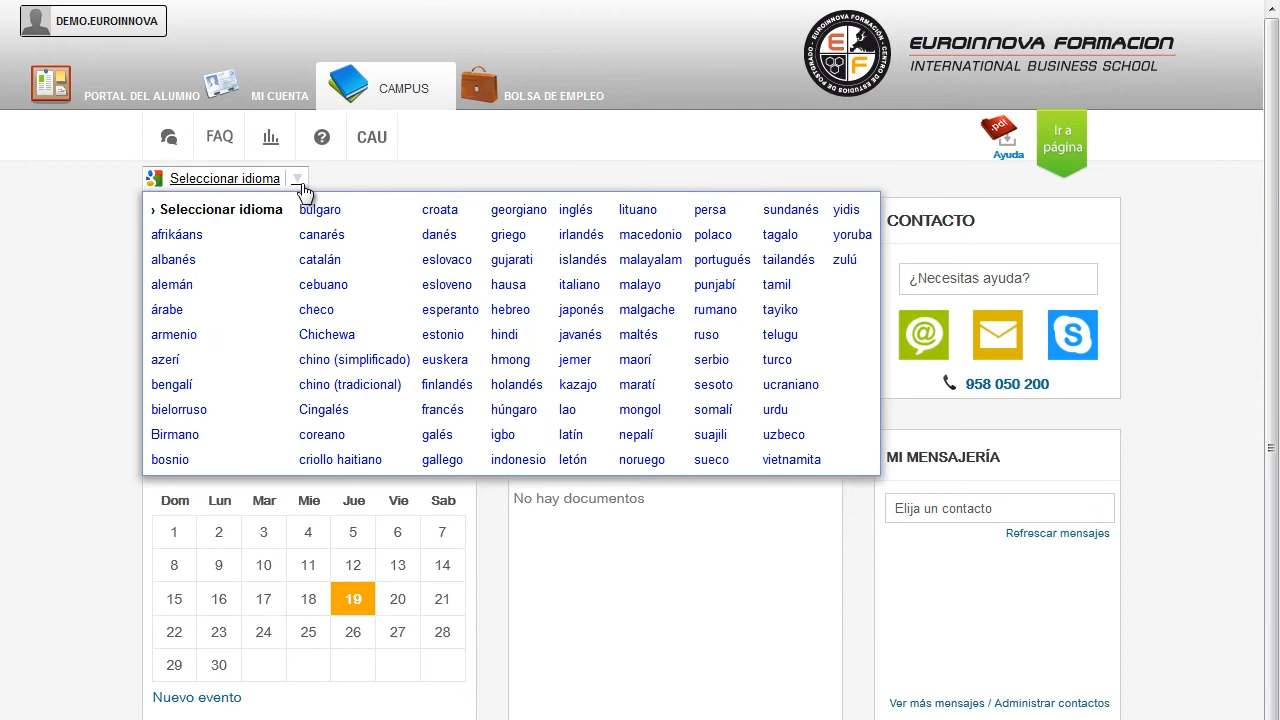 DEMO.EUROINNOVA
PORTAL DEL ALUMNO
MI CUENTA
CAMPUS
BOLSA DE EMPLEO
EUROINNOVA FORMACIÓN
EF
EUROINNOVA FORMACION
INTERNATIONAL BUSINESS SCHOOL
FAQ
CAU
.pdf
Ayuda
Ir a
página
Seleccionar idioma
› Seleccionar idioma búlgaro croata georgiano inglés lituano persa sundanés yidis
afrikáans canarés danés griego irlandés macedonio polaco tagalo yoruba
albanés catalán eslovaco gujarati islandés malayalam portugués tailandés zulú
alemán cebuano esloveno hausa italiano malayo punjabí tamil
árabe checo esperanto hebreo japonés malgache rumano tayiko
armenio Chichewa estonio hindi javanés maltés ruso telugu
azerí chino (simplificado) euskera hmong jemer maorí serbio turco
bengalí chino (tradicional) finlandés holandés kazajo maratí sesoto ucraniano
bielorruso Cingalés francés húngaro lao mongol somalí urdu
Birmano coreano galés igbo latín nepalí suajili uzbeco
bosnio criollo haitiano gallego indonesio letón noruego sueco vietnamita
Dom Lun Mar Mie Jue Vie Sab
1 2 3 4 5 6 7
8 9 10 11 12 13 14
15 16 17 18 19 20 21
22 23 24 25 26 27 28
29 30
Nuevo evento
No hay documentos
CONTACTO
¿Necesitas ayuda?
958 050 200
MI MENSAJERÍA
Elija un contacto
Refrescar mensajes
Ver más mensajes / Administrar contactos